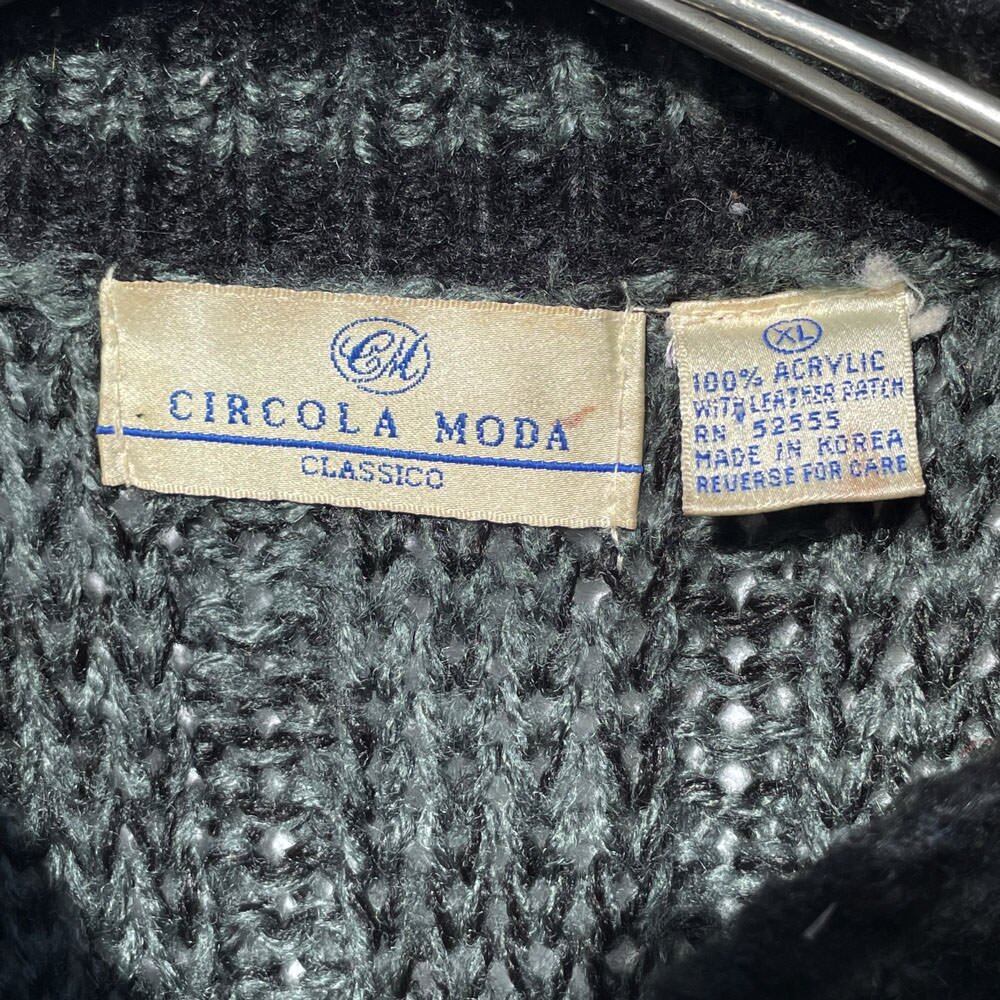 CM
CIRCOLA MODA
CLASSICO
XL
100% ACRYLIC
WITH LEATHER PATCH
RN 52555
MADE IN KOREA
REVERSE FOR CARE